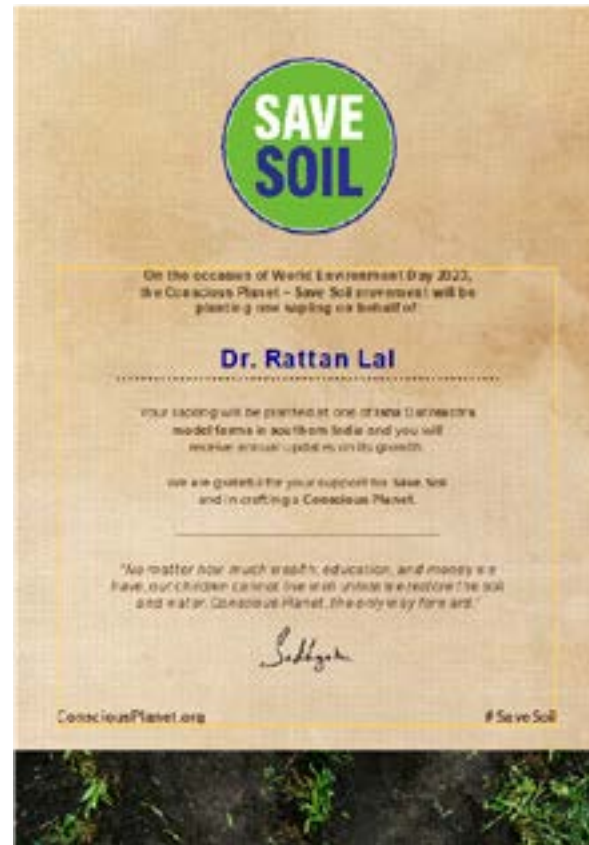 SAVE
SOIL
On the occasion of World Environment Day 2023,
the Conscious Planet – Save Soil movement will be
planting one sapling on behalf of
Dr. Rattan Lal
Your sapling will be planted at one of Isha
model farms in southern India and you will
receive annual updates on its growth.
We are grateful for your support for Save Soil
and in crafting a Conscious Planet.
"No matter how much wealth, education, and money we
have, our children cannot live well unless we restore the soil
and water. Conscious Planet, the only way forward."
Sadhguru
ConsciousPlanet.org
#SaveSoil